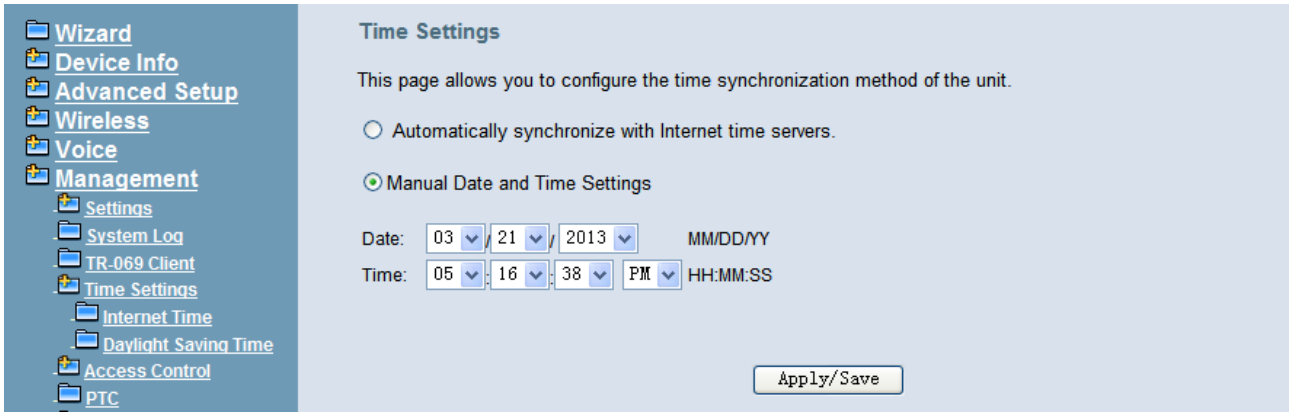 Wizard
Device Info
Advanced Setup
Wireless
Voice
Management
Settings
System Log
TR-069 Client
Time Settings
Internet Time
Daylight Saving Time
Access Control
PTC
Time Settings
This page allows you to configure the time synchronization method of the unit.
Automatically synchronize with Internet time servers.
Manual Date and Time Settings
Date: 03 / 21 / 2013 MM/DD/YY
Time: 05 : 16 : 38 PM HH:MM:SS
Apply/Save